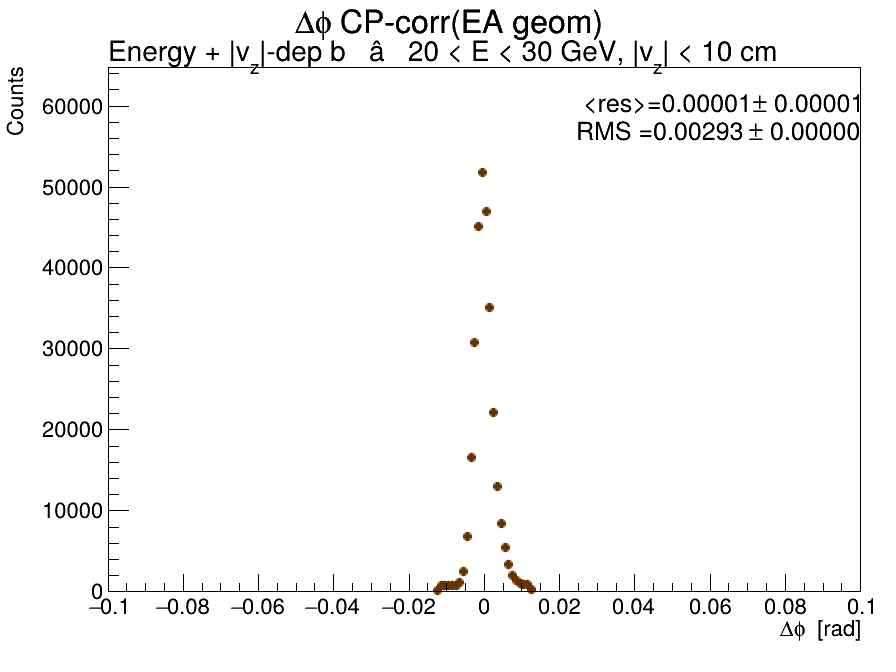 Δϕ CP-corr(EA geom)
Energy + |v_z|-dep b â 20 < E < 30 GeV, |v_z| < 10 cm
Counts
<res>=0.00001± 0.00001
RMS =0.00293 ± 0.00000
60000
50000
40000
30000
20000
10000
0
−0.1 −0.08 −0.06 −0.04 −0.02 0 0.02 0.04 0.06 0.08 0.1
Δϕ [rad]